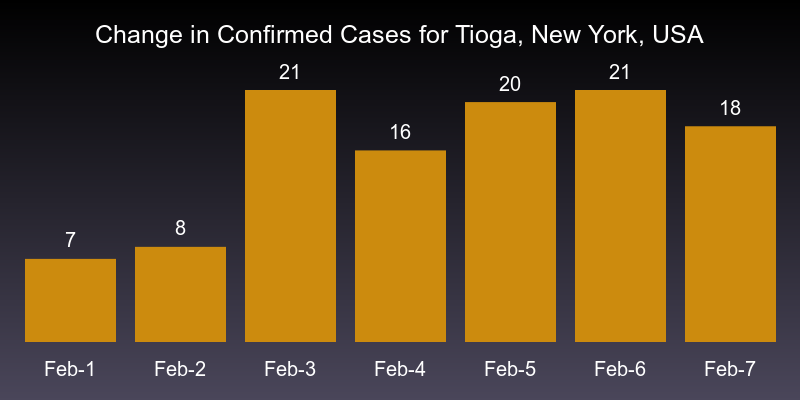 Change in Confirmed Cases for Tioga, New York, USA
7
8
21
16
20
21
18
Feb-1
Feb-2
Feb-3
Feb-4
Feb-5
Feb-6
Feb-7